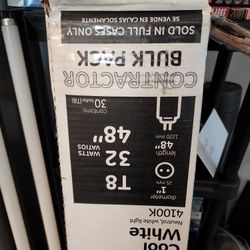 SOLD IN FULL CASES ONLY
SE VENDE EN CAJAS SOLAMENTE
CONTRACTOR
BULK PACK
contains:
30 bulbs (T8)
48"
32 WATTS
WATIOS
T8
1220 mm
48"
length
25 mm
1"
diameter
Cool
White
Neutral, white light
4100K